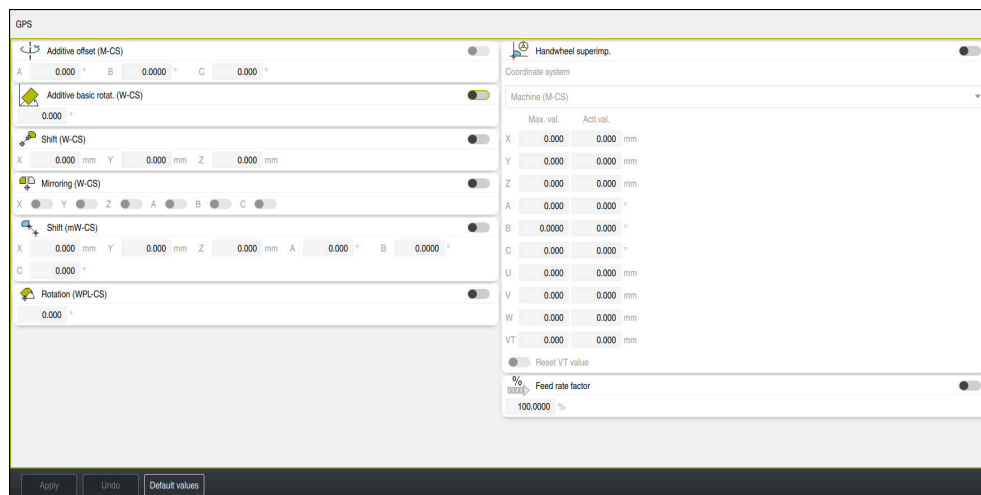 GPS
Additive offset (M-CS)
A 0.000 ° B 0.0000 ° C 0.000 °
Additive basic rotat. (W-CS)
0.000 °
Shift (W-CS)
X 0.000 mm Y 0.000 mm Z 0.000 mm
Mirroring (W-CS)
X Y Z A B C
Shift (mW-CS)
X 0.000 mm Y 0.000 mm Z 0.000 mm A 0.000 ° B 0.0000 °
C 0.000 °
Rotation (WPL-CS)
0.000 °
Handwheel superimp.
Coordinate system
Machine (M-CS)
Max. val. Actl.val.
X 0.000 0.000 mm
Y 0.000 0.000 mm
Z 0.000 0.000 mm
A 0.000 0.000 °
B 0.0000 0.000 °
C 0.000 0.000 °
U 0.000 0.000 mm
V 0.000 0.000 mm
W 0.000 0.000 mm
VT 0.000 0.000 mm
Reset VT value
%
Feed rate factor
100.0000 %
Apply Undo Default values